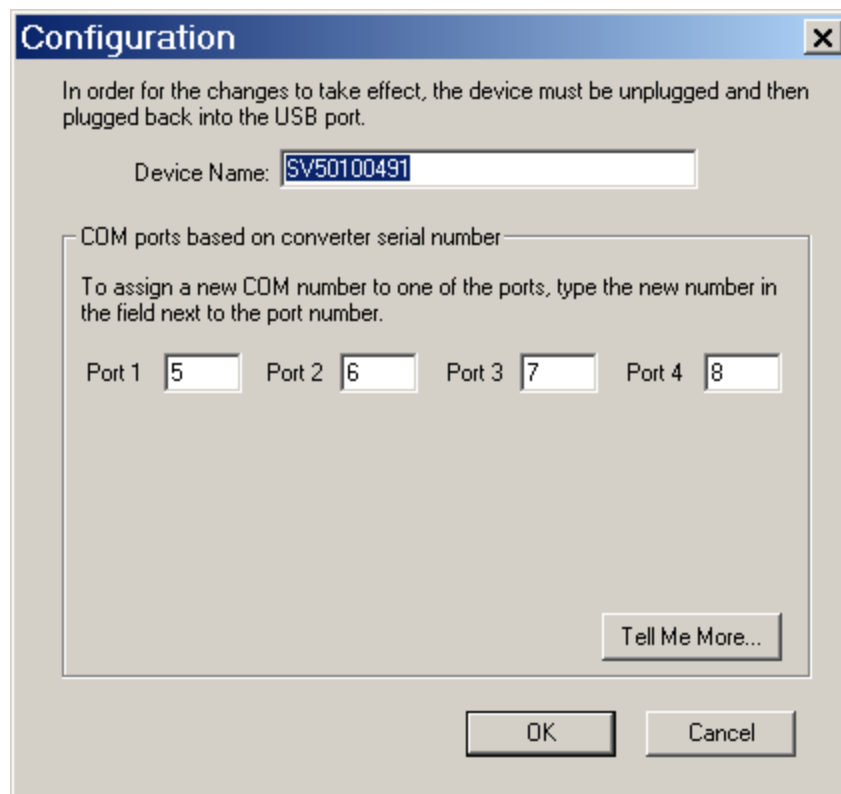 Configuration
In order for the changes to take effect, the device must be unplugged and then
plugged back into the USB port.
Device Name: SV50100491
COM ports based on converter serial number
To assign a new COM number to one of the ports, type the new number in
the field next to the port number.
Port 1 5 Port 2 6 Port 3 7 Port 4 8
Tell Me More...
OK Cancel